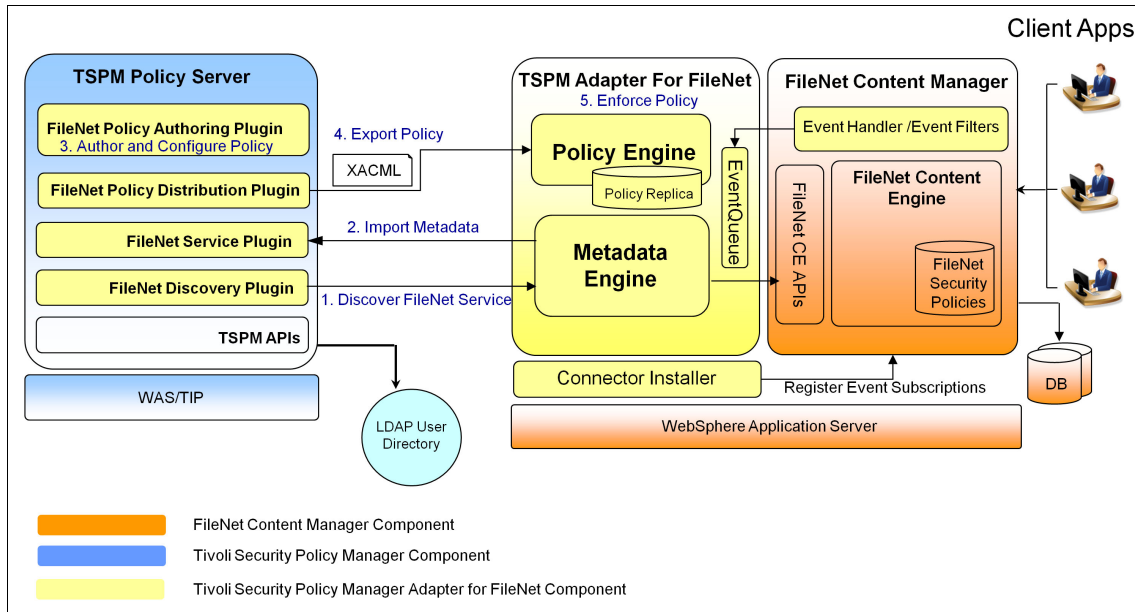 Client Apps
TSPM Policy Server
FileNet Policy Authoring Plugin
3. Author and Configure Policy
FileNet Policy Distribution Plugin
FileNet Service Plugin
FileNet Discovery Plugin
TSPM APIs
WAS/TIP
4. Export Policy
XACML
2. Import Metadata
1. Discover FileNet Service
LDAP User
Directory
TSPM Adapter For FileNet
5. Enforce Policy
Policy Engine
Policy Replica
Metadata
Engine
EventQueue
Connector Installer
FileNet Content Manager
Event Handler /Event Filters
FileNet CE APIs
FileNet Content
Engine
FileNet
Security
Policies
Register Event Subscriptions
DB
WebSphere Application Server
FileNet Content Manager Component
Tivoli Security Policy Manager Component
Tivoli Security Policy Manager Adapter for FileNet Component